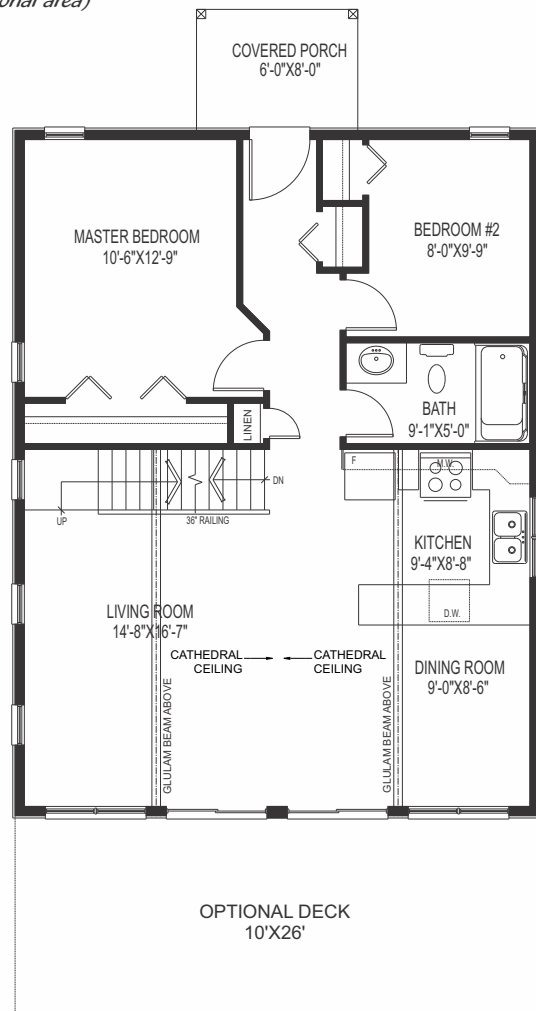 onal area)
COVERED PORCH
6'-0"X8'-0"
MASTER BEDROOM
10'-6"X12'-9"
BEDROOM #2
8'-0"X9'-9"
BATH
9'-1"X5'-0"
LINEN
F
M.W.
DN
UP
36" RAILING
KITCHEN
9'-4"X8'-8"
D.W.
LIVING ROOM
14'-8"X16'-7"
CATHEDRAL
CEILING
CATHEDRAL
CEILING
DINING ROOM
9'-0"X8'-6"
GLULAM BEAM ABOVE
GLULAM BEAM ABOVE
OPTIONAL DECK
10'X26'